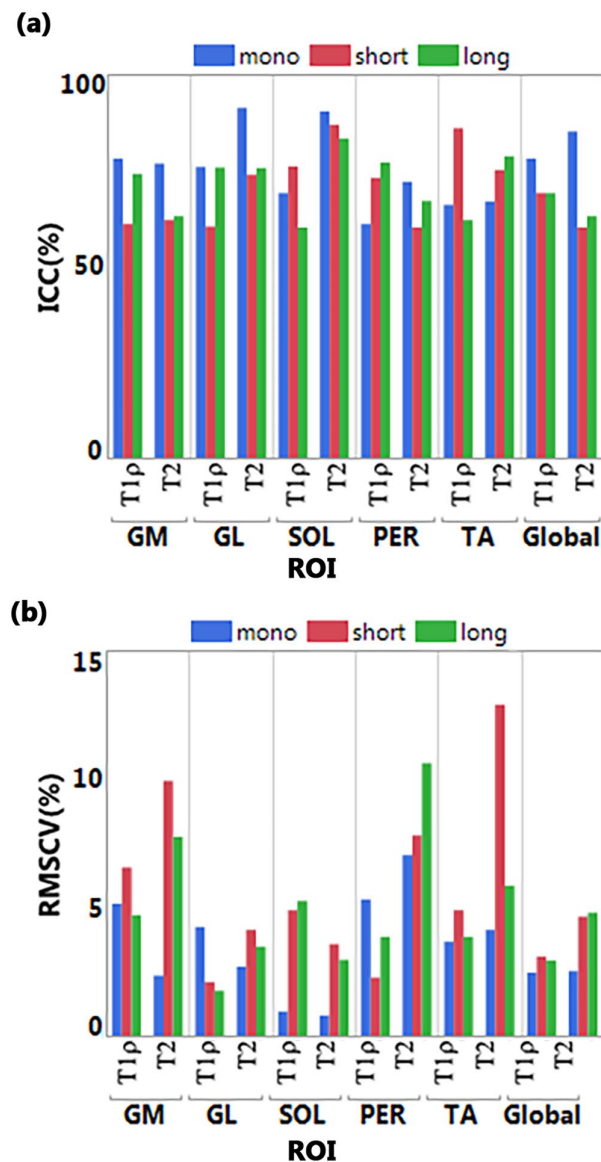 (a)
mono short long
100
50
0
ICC(%)
T1ρ T2 T1ρ T2 T1ρ T2 T1ρ T2 T1ρ T2 T1ρ T2
GM GL SOL PER TA Global
ROI
(b)
mono short long
15
10
5
0
RMSCV(%)
T1ρ T2 T1ρ T2 T1ρ T2 T1ρ T2 T1ρ T2 T1ρ T2
GM GL SOL PER TA Global
ROI